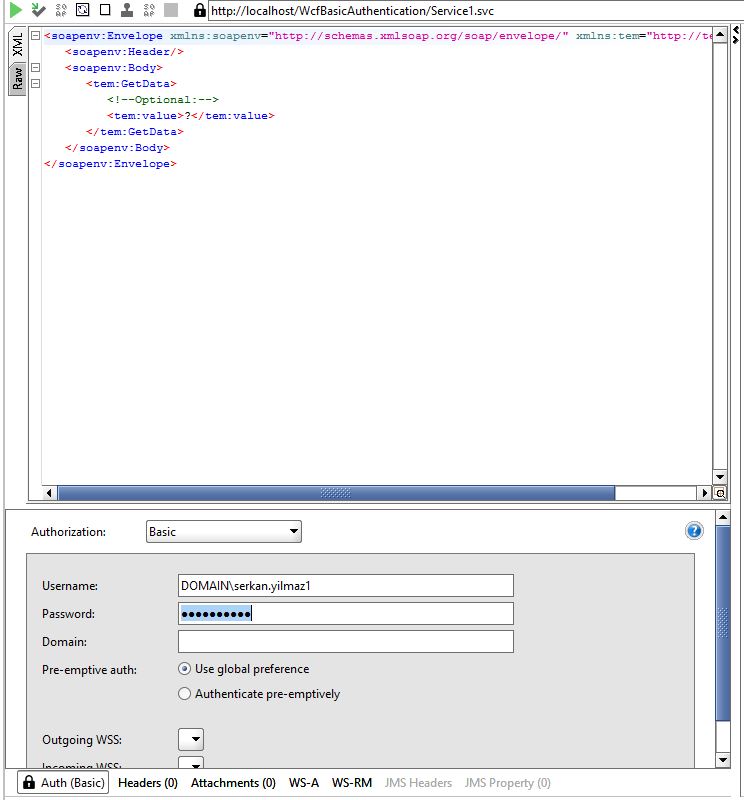 http://localhost/WcfBasicAuthentication/Service1.svc
XML
Raw
<soapenv:Envelope xmlns:soapenv="http://schemas.xmlsoap.org/soap/envelope/" xmlns:tem="http://te
<soapenv:Header/>
<soapenv:Body>
<tem:GetData>
<!--Optional:-->
<tem:value>?</tem:value>
</tem:GetData>
</soapenv:Body>
</soapenv:Envelope>
Authorization: Basic
Username: DOMAIN\serkan.yilmaz1
Password: ●●●●●●●●●●
Domain:
Pre-emptive auth: Use global preference
Authenticate pre-emptively
Outgoing WSS:
Incoming WSS:
Auth (Basic) Headers (0) Attachments (0) WS-A WS-RM JMS Headers JMS Property (0)